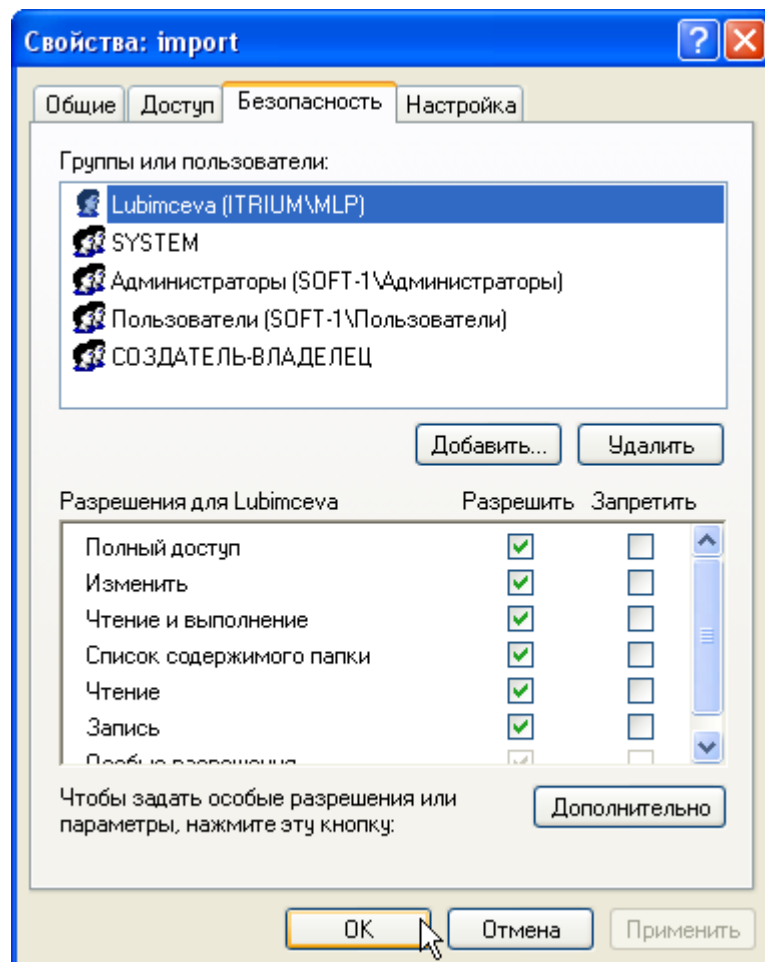 Свойства: import
Общие Доступ Безопасность Настройка
Группы или пользователи:
Lubimceva (ITRIUM\MLP)
SYSTEM
Администраторы (SOFT-1\Администраторы)
Пользователи (SOFT-1\Пользователи)
СОЗДАТЕЛЬ-ВЛАДЕЛЕЦ
Добавить... Удалить
Разрешения для Lubimceva Разрешить Запретить
Полный доступ
Изменить
Чтение и выполнение
Список содержимого папки
Чтение
Запись
Особые разрешения
Чтобы задать особые разрешения или
параметры, нажмите эту кнопку:
Дополнительно
OK Отмена Применить